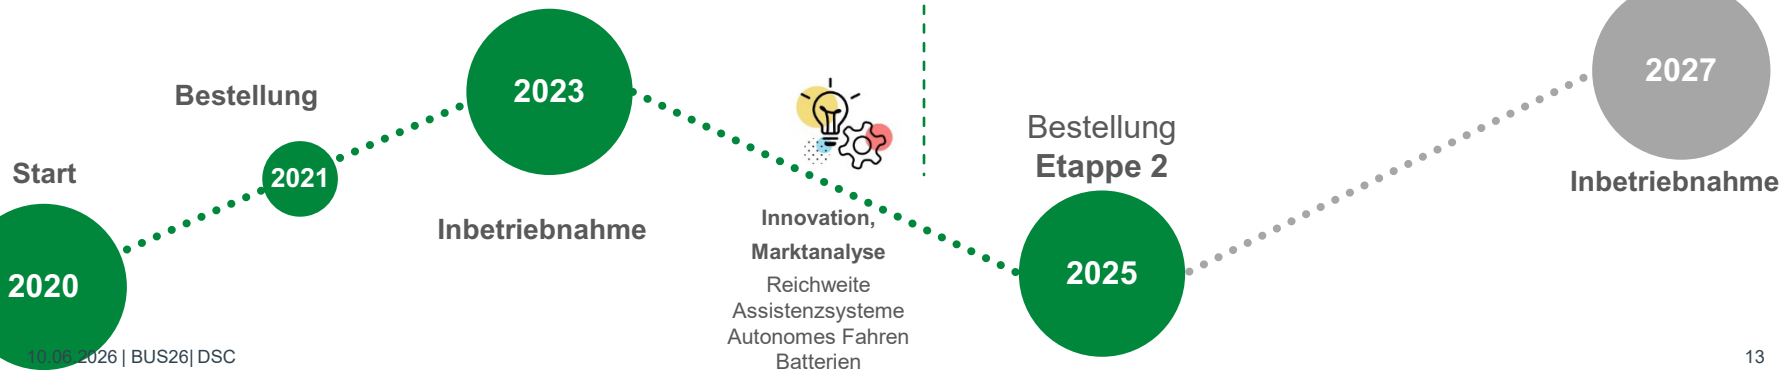 Start
2020
Bestellung
2021
2023
Inbetriebnahme
Innovation,
Marktanalyse
Reichweite
Assistenzsysteme
Autonomes Fahren
Batterien
Bestellung
Etappe 2
2025
2027
Inbetriebnahme
10.06.2026 | BUS26| DSC
13